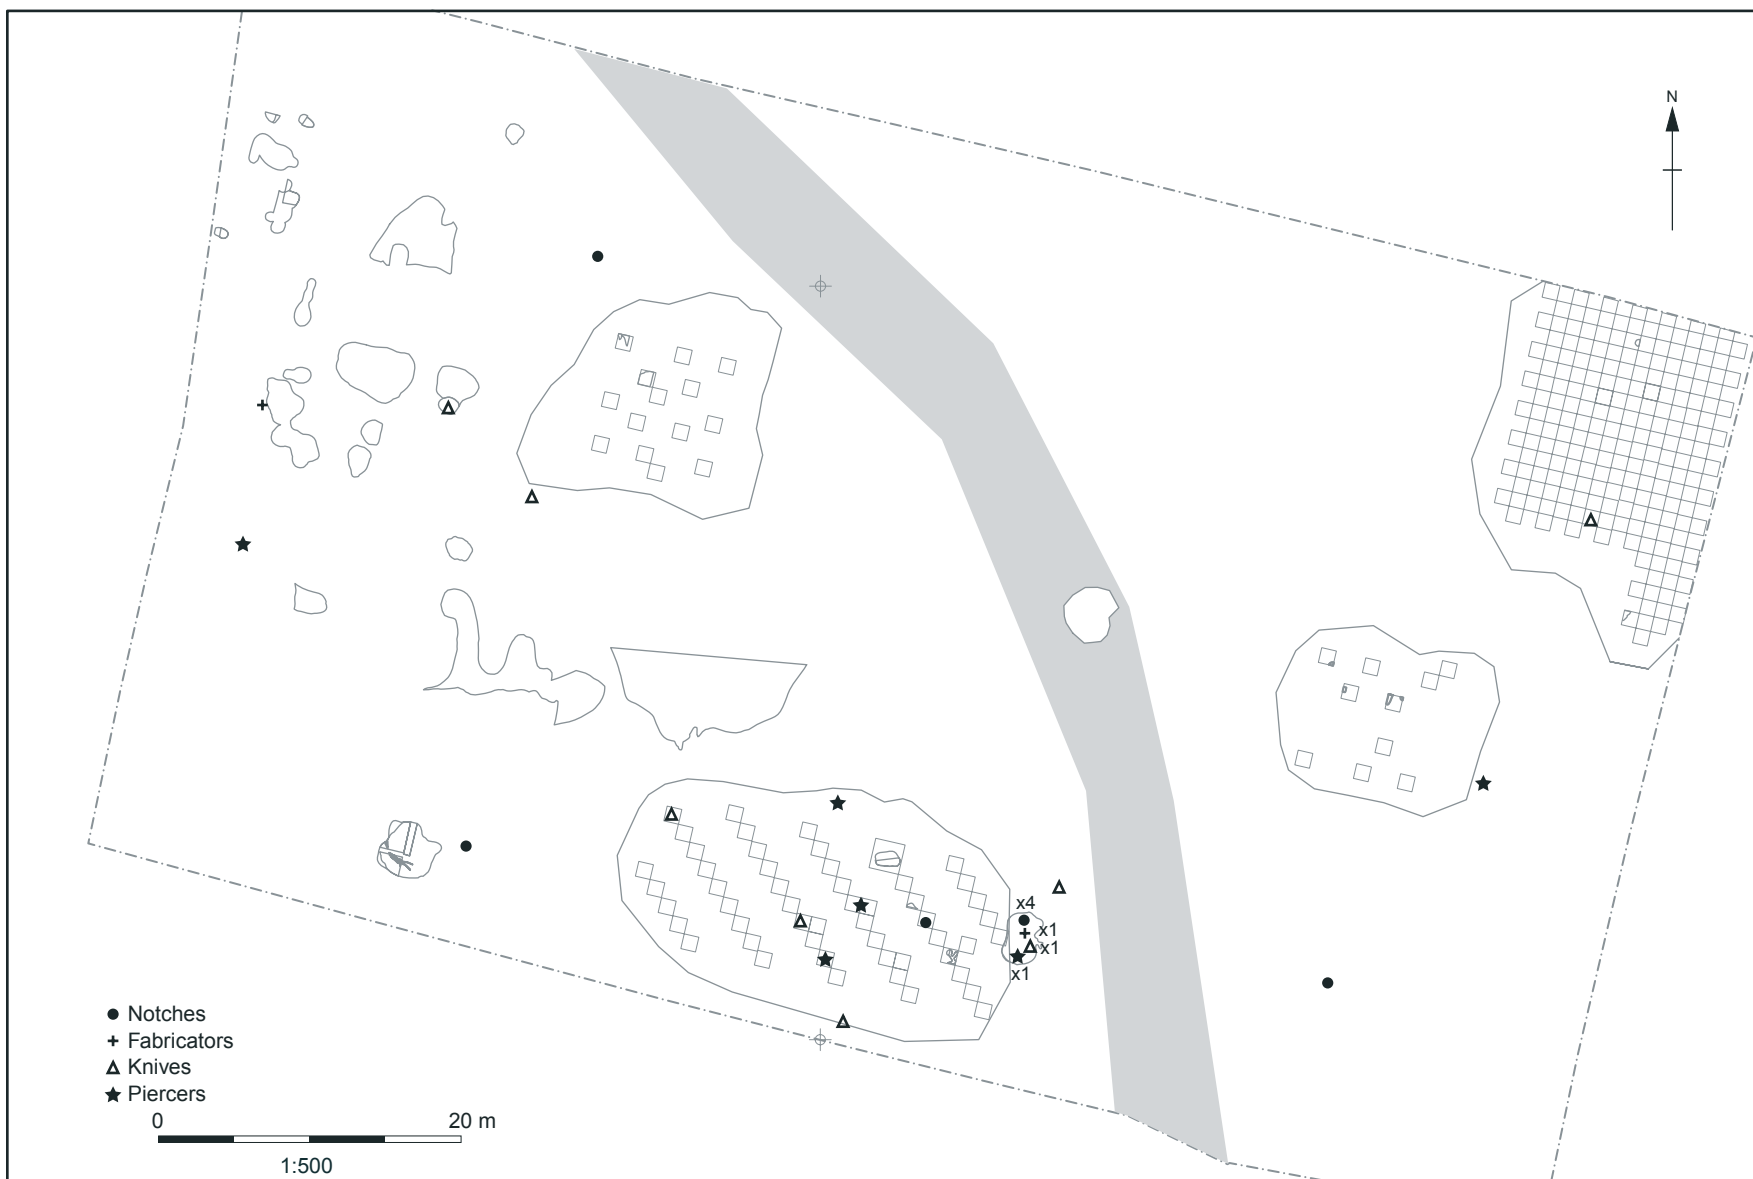 N
x4
x1
x1
x1
Notches
Fabricators
Knives
Piercers
0 20 m
1:500